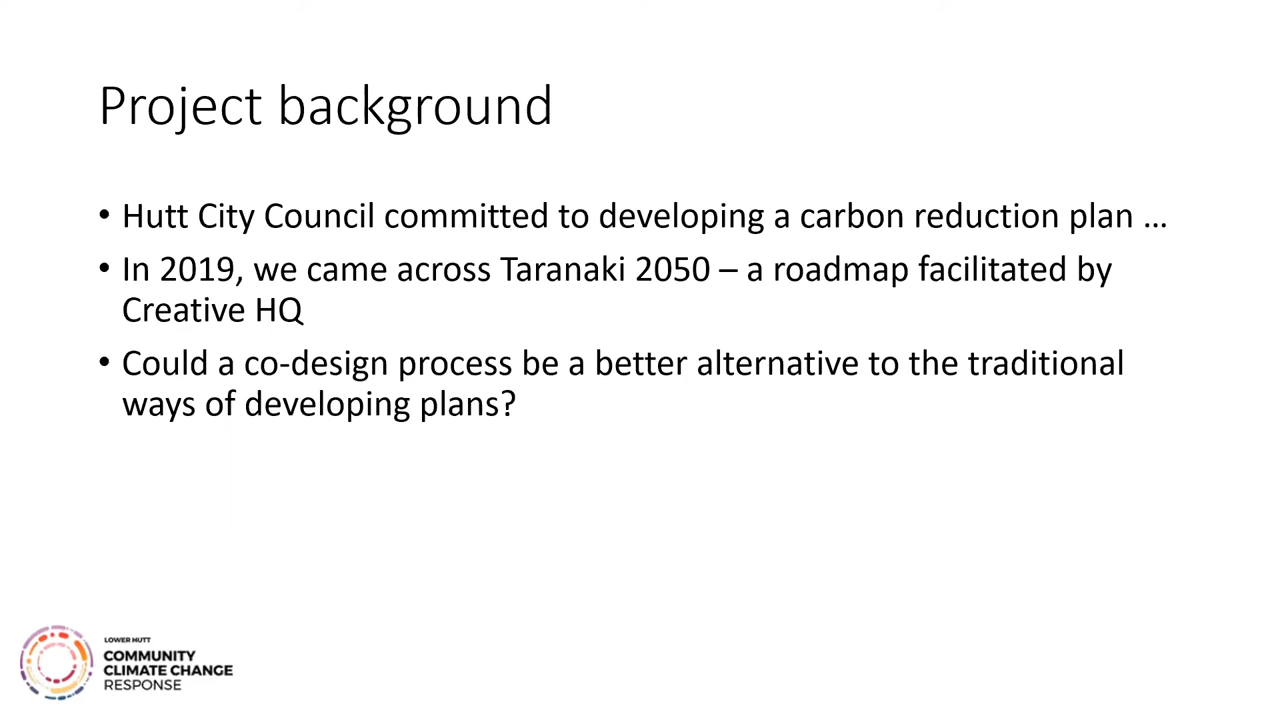 Project background
• Hutt City Council committed to developing a carbon reduction plan …
• In 2019, we came across Taranaki 2050 – a roadmap facilitated by
Creative HQ
• Could a co-design process be a better alternative to the traditional
ways of developing plans?
LOWER HUTT
COMMUNITY
CLIMATE CHANGE
RESPONSE